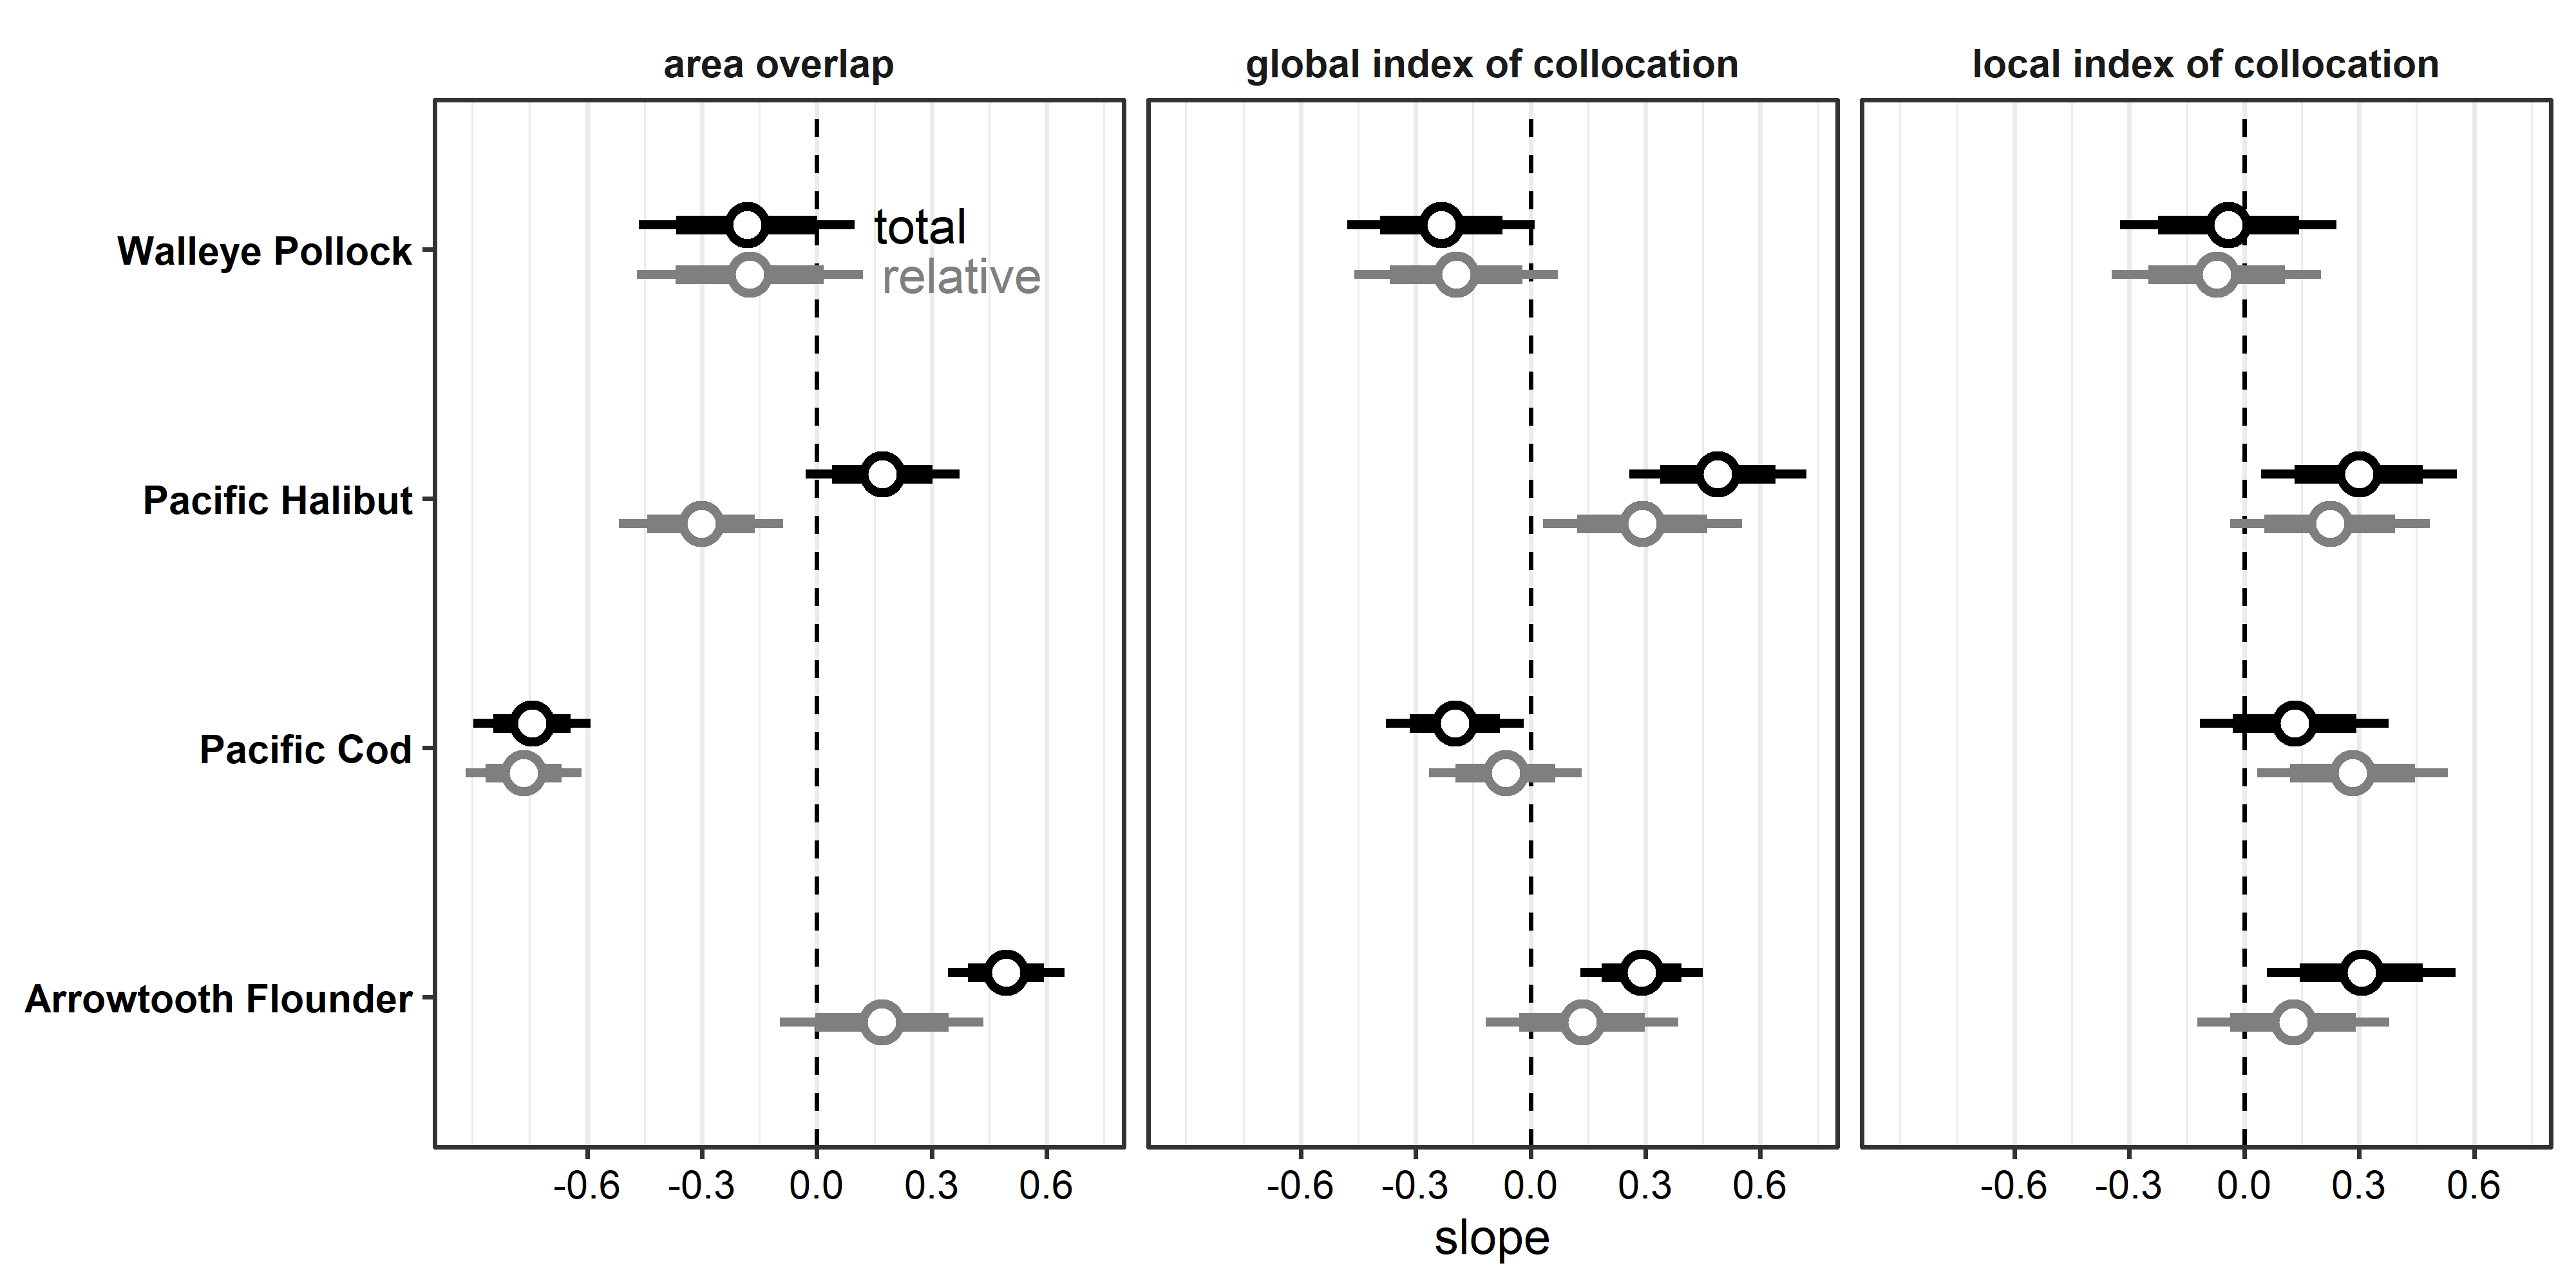 area overlap
global index of collocation
local index of collocation
Walleye Pollock
total
relative
Pacific Halibut
Pacific Cod
Arrowtooth Flounder
-0.6 -0.3 0.0 0.3 0.6
-0.6 -0.3 0.0 0.3 0.6
-0.6 -0.3 0.0 0.3 0.6
slope